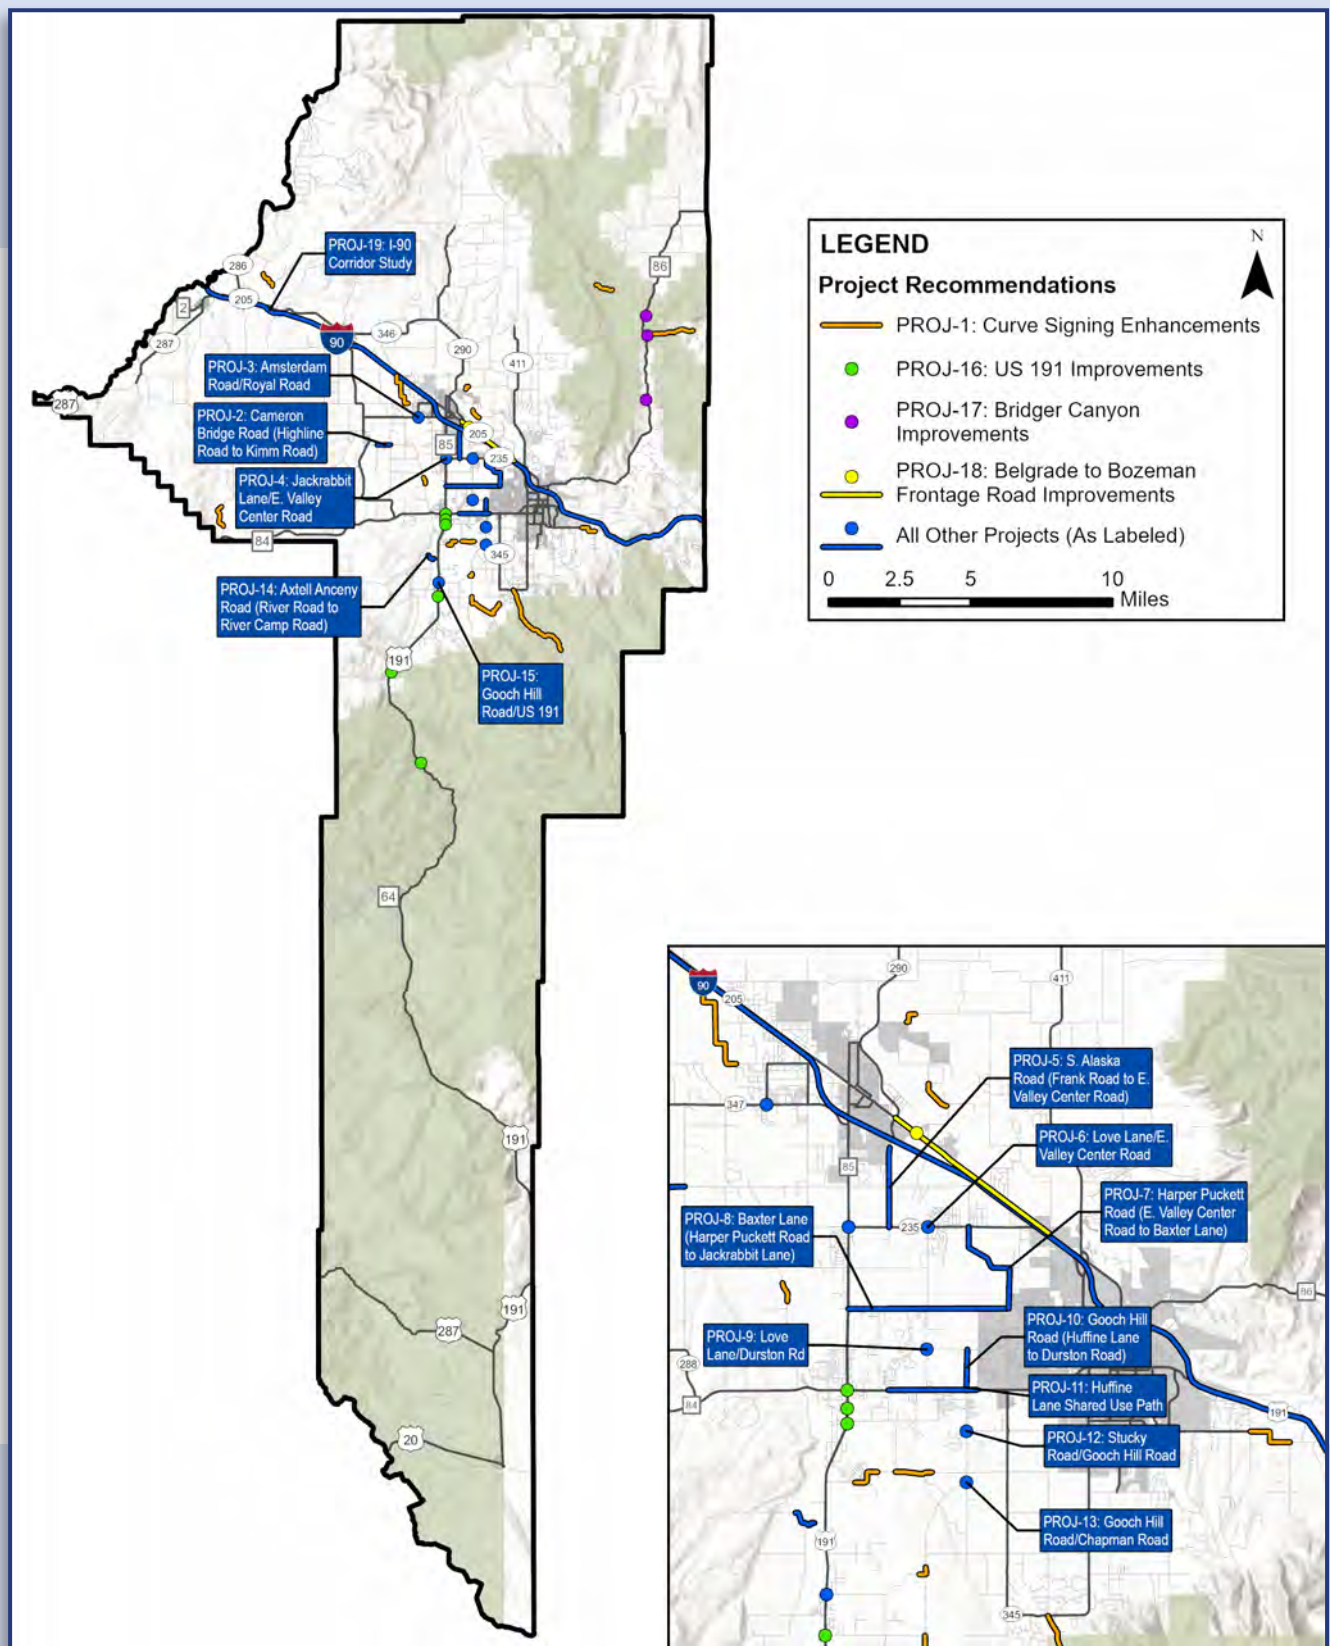 PROJ-19: I-90
Corridor Study
286
205
2
287
287
90
346
290
411
86
PROJ-3: Amsterdam
Road/Royal Road
PROJ-2: Cameron
Bridge Road (Highline
Road to Kimm Road)
85
205
235
PROJ-4: Jackrabbit
Lane/E. Valley
Center Road
84
345
PROJ-14: Axtell Anceny
Road (River Road to
River Camp Road)
191
PROJ-15:
Gooch Hill
Road/US 191
64
191
191
287
20
LEGEND
N
Project Recommendations
PROJ-1: Curve Signing Enhancements
PROJ-16: US 191 Improvements
PROJ-17: Bridger Canyon
Improvements
PROJ-18: Belgrade to Bozeman
Frontage Road Improvements
All Other Projects (As Labeled)
0 2.5 5 10
Miles
90
205
290
411
PROJ-5: S. Alaska
Road (Frank Road to E.
Valley Center Road)
347
PROJ-6: Love Lane/E.
Valley Center Road
85
PROJ-7: Harper Puckett
Road (E. Valley Center
Road to Baxter Lane)
PROJ-8: Baxter Lane
(Harper Puckett Road
to Jackrabbit Lane)
235
86
PROJ-9: Love
Lane/Durston Rd
PROJ-10: Gooch Hill
Road (Huffine Lane
to Durston Road)
288
84
PROJ-11: Huffine
Lane Shared Use Path
191
PROJ-12: Stucky
Road/Gooch Hill Road
PROJ-13: Gooch Hill
Road/Chapman Road
191
345